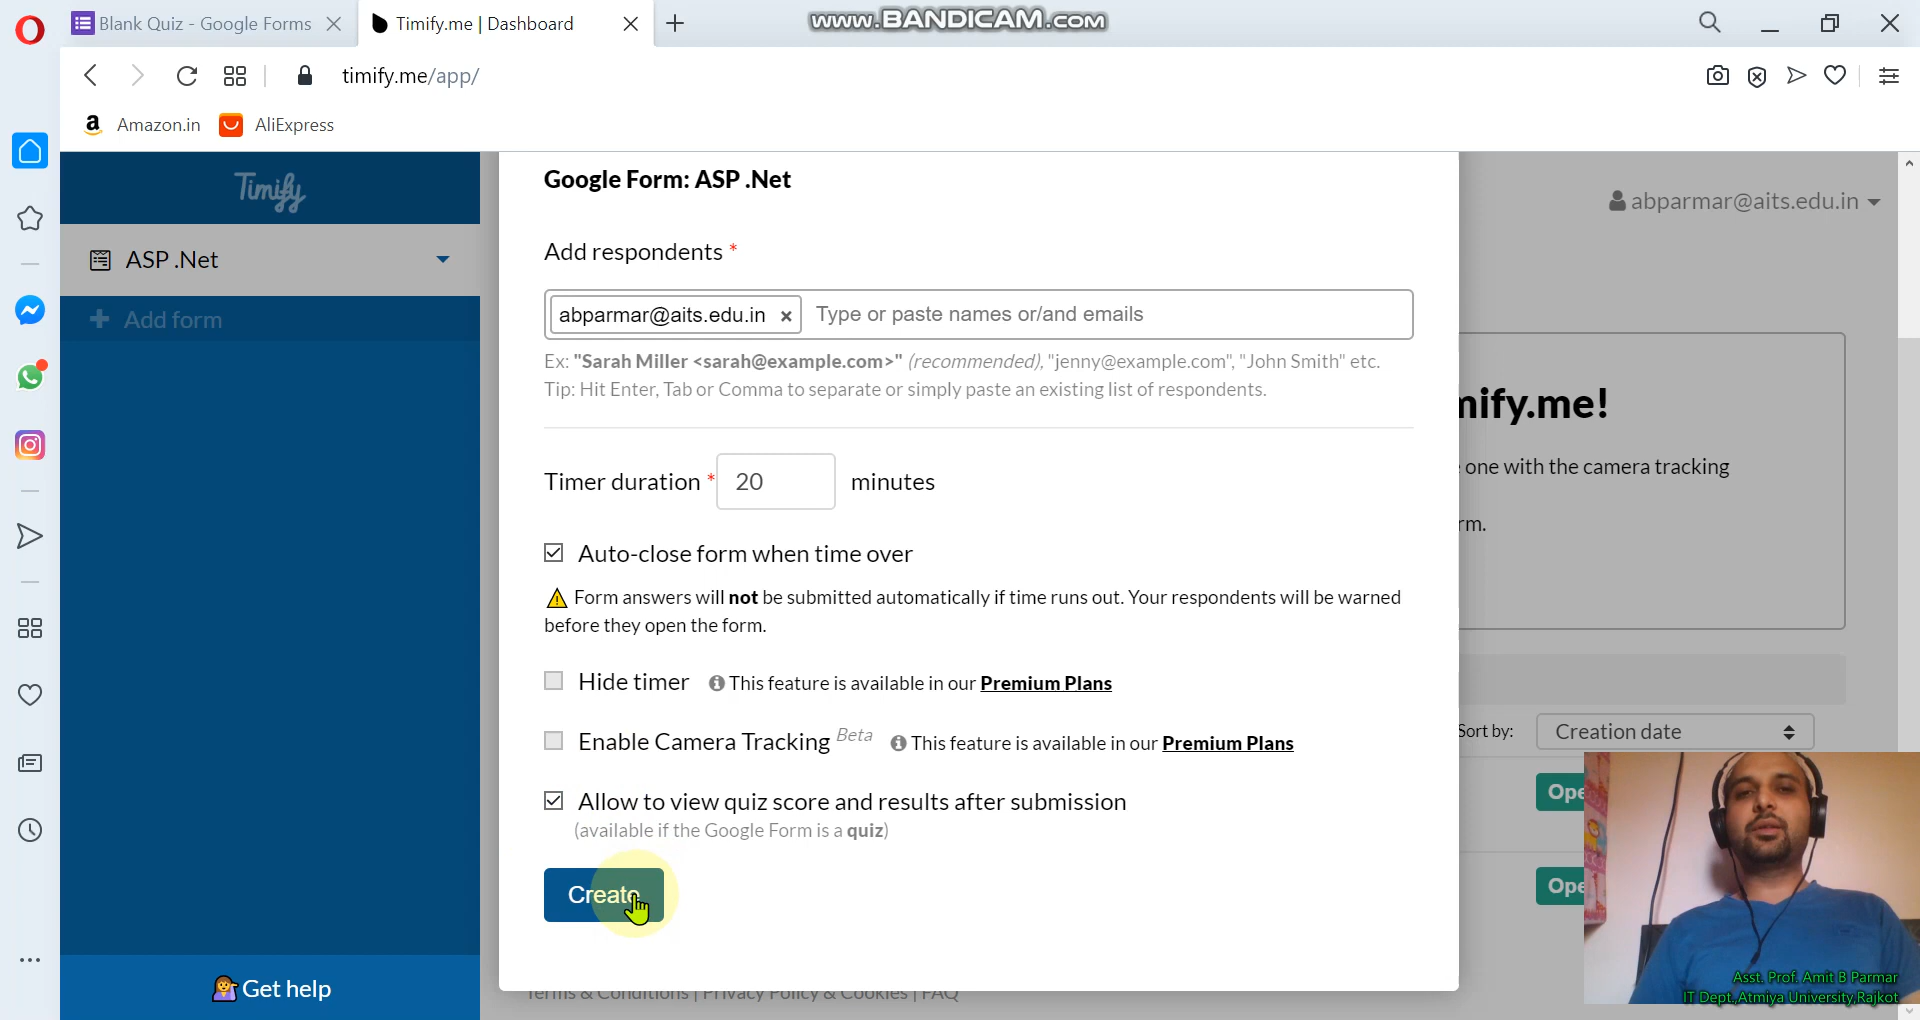 Blank Quiz - Google Forms
Timify.me | Dashboard
www.BANDICAM.com
timify.me/app/
Amazon.in
AliExpress
Timify
Google Form: ASP .Net
abparmar@aits.edu.in
ASP .Net
Add respondents *
Add form
abparmar@aits.edu.in × Type or paste names or/and emails
Ex: "Sarah Miller <sarah@example.com>" (recommended), "jenny@example.com", "John Smith" etc.
Tip: Hit Enter, Tab or Comma to separate or simply paste an existing list of respondents.
mify.me!
one with the camera tracking
rm.
Timer duration * 20 minutes
Auto-close form when time over
Form answers will not be submitted automatically if time runs out. Your respondents will be warned
before they open the form.
Hide timer This feature is available in our Premium Plans
Enable Camera Tracking Beta This feature is available in our Premium Plans
Sort by: Creation date
Allow to view quiz score and results after submission
(available if the Google Form is a quiz)
Ope
Create
Ope
Get help
Terms & Conditions | Privacy Policy & Cookies | FAQ
Asst. Prof. Amit B Parmar
IT Dept.,Atmiya University,Rajkot